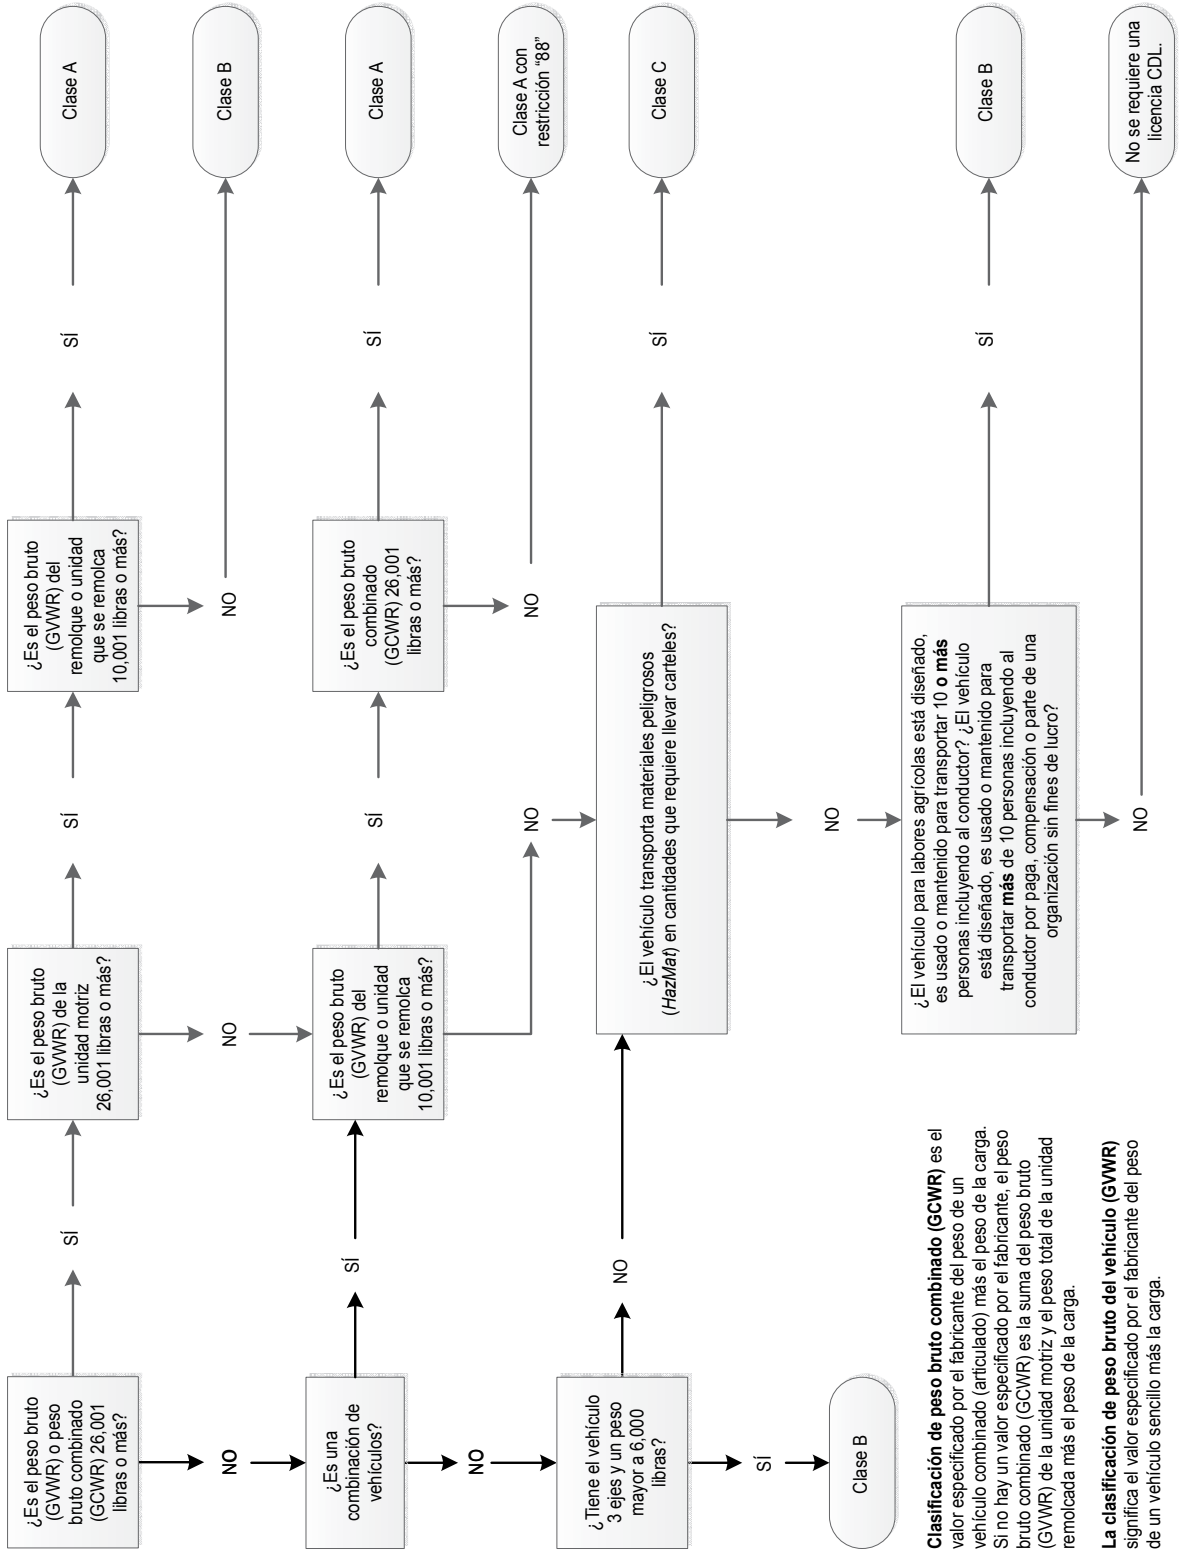 ¿Es el peso bruto
(GVWR) o peso
bruto combinado
(GCWR) 26,001
libras o más?
SÍ
¿Es el peso bruto
(GVWR) de la
unidad motriz
26,001 libras o más?
SÍ
¿Es el peso bruto
(GVWR) del
remolque o unidad
que se remolca
10,001 libras o más?
SÍ
Clase A
NO
Clase B
NO
NO
¿Es una
combinación de
vehículos?
SÍ
¿Es el peso bruto
(GVWR) del
remolque o unidad
que se remolca
10,001 libras o más?
SÍ
¿Es el peso bruto
combinado
(GCWR) 26,001
libras o más?
SÍ
Clase A
NO
Clase A con
restricción “88”
NO
NO
¿Tiene el vehículo
3 ejes y un peso
mayor a 6,000
libras?
NO
¿El vehículo transporta materiales peligrosos
(HazMat) en cantidades que requiere llevar carteles?
SÍ
Clase C
SÍ
Clase B
NO
¿El vehículo para labores agrícolas está diseñado,
es usado o mantenido para transportar 10 o más
personas incluyendo al conductor? ¿El vehículo
está diseñado, es usado o mantenido para
transportar más de 10 personas incluyendo al
conductor por paga, compensación o parte de una
organización sin fines de lucro?
SÍ
Clase B
NO
No se requiere una
licencia CDL.
Clasificación de peso bruto combinado (GCWR) es el
valor especificado por el fabricante del peso de un
vehículo combinado (articulado) más el peso de la carga.
Si no hay un valor especificado por el fabricante, el peso
bruto combinado (GCWR) es la suma del peso bruto
(GVWR) de la unidad motriz y el peso total de la unidad
remolcada más el peso de la carga.
La clasificación de peso bruto del vehículo (GVWR)
significa el valor especificado por el fabricante del peso
de un vehículo sencillo más la carga.